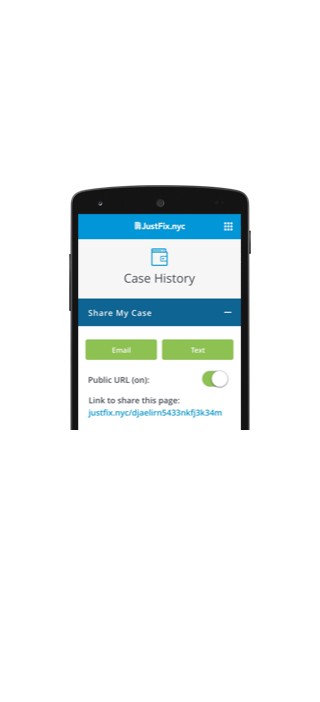 JustFix.nyc
Case History
Share My Case
Email
Text
Public URL (on):
Link to share this page:
justfix.nyc/djaelirn5433nkfj3k34m